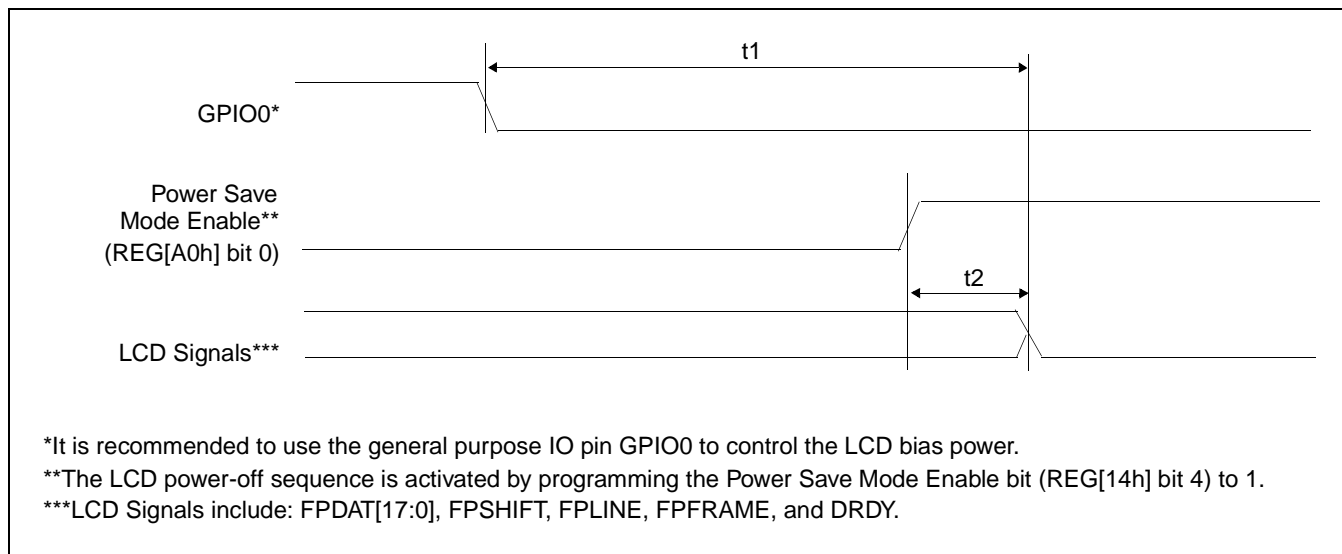 t1
GPIO0*
Power Save
Mode Enable**
(REG[A0h] bit 0)
t2
LCD Signals***
*It is recommended to use the general purpose IO pin GPIO0 to control the LCD bias power.
**The LCD power-off sequence is activated by programming the Power Save Mode Enable bit (REG[14h] bit 4) to 1.
***LCD Signals include: FPDAT[17:0], FPSHIFT, FPLINE, FPFRAME, and DRDY.